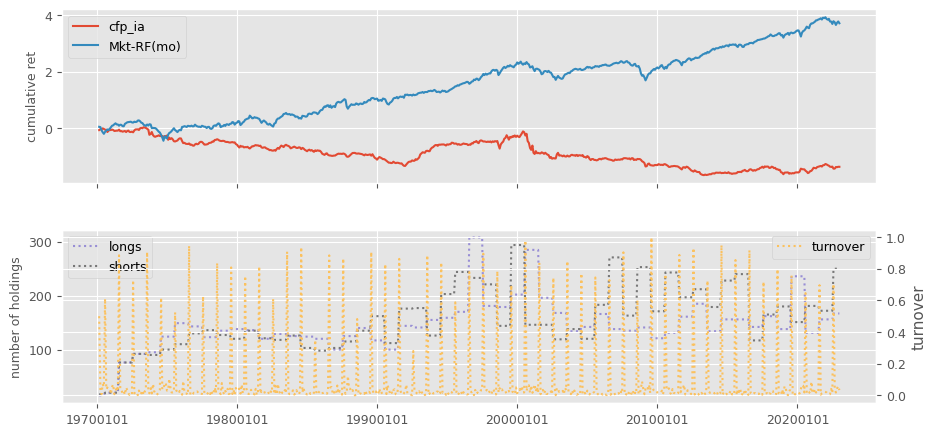 4
2
0
cumulative ret
cfp_ia
Mkt-RF(mo)
300
200
100
number of holdings
longs
shorts
turnover
1.0
0.8
0.6
0.4
0.2
0.0
turnover
19700101
19800101
19900101
20000101
20100101
20200101